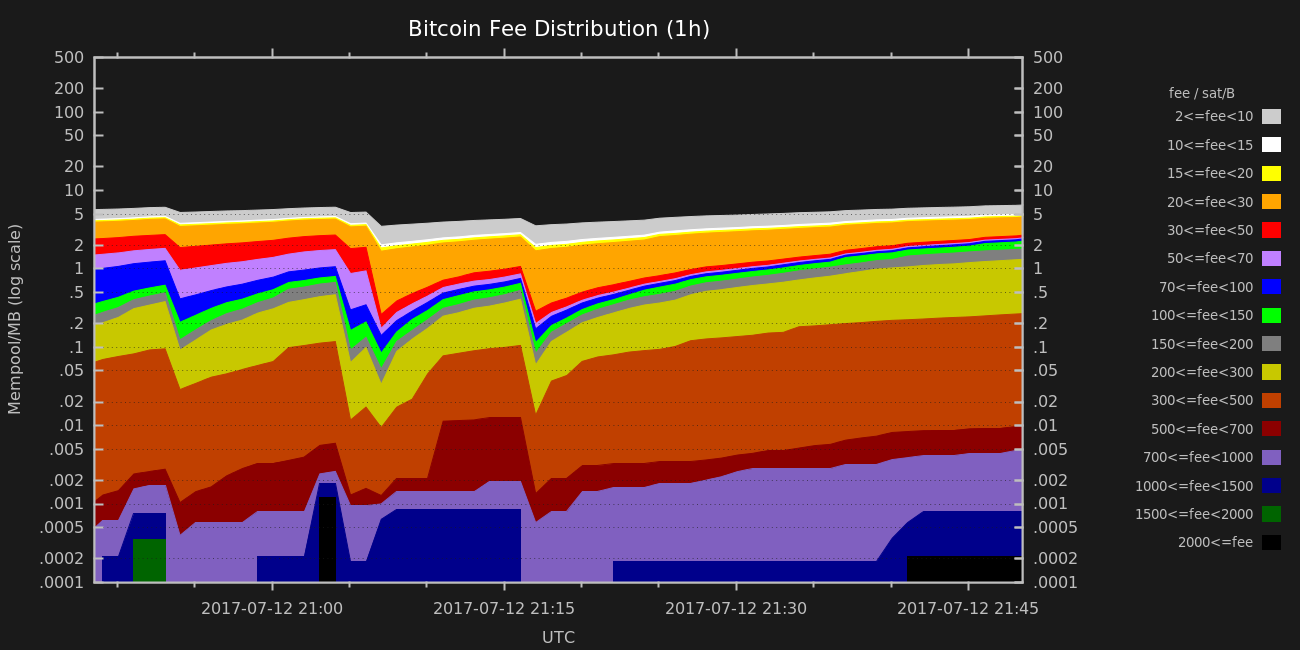 Bitcoin Fee Distribution (1h)
500 500
200 200
100 100
50 50
20 20
10 10
5 5
2 2
1 1
.5 .5
.2 .2
.1 .1
.05 .05
.02 .02
.01 .01
.005 .005
.002 .002
.001 .001
.0005 .0005
.0002 .0002
.0001 .0001
Mempool/MB (log scale)
2017-07-12 21:00 2017-07-12 21:15 2017-07-12 21:30 2017-07-12 21:45
UTC
fee / sat/B
2<=fee<10
10<=fee<15
15<=fee<20
20<=fee<30
30<=fee<50
50<=fee<70
70<=fee<100
100<=fee<150
150<=fee<200
200<=fee<300
300<=fee<500
500<=fee<700
700<=fee<1000
1000<=fee<1500
1500<=fee<2000
2000<=fee